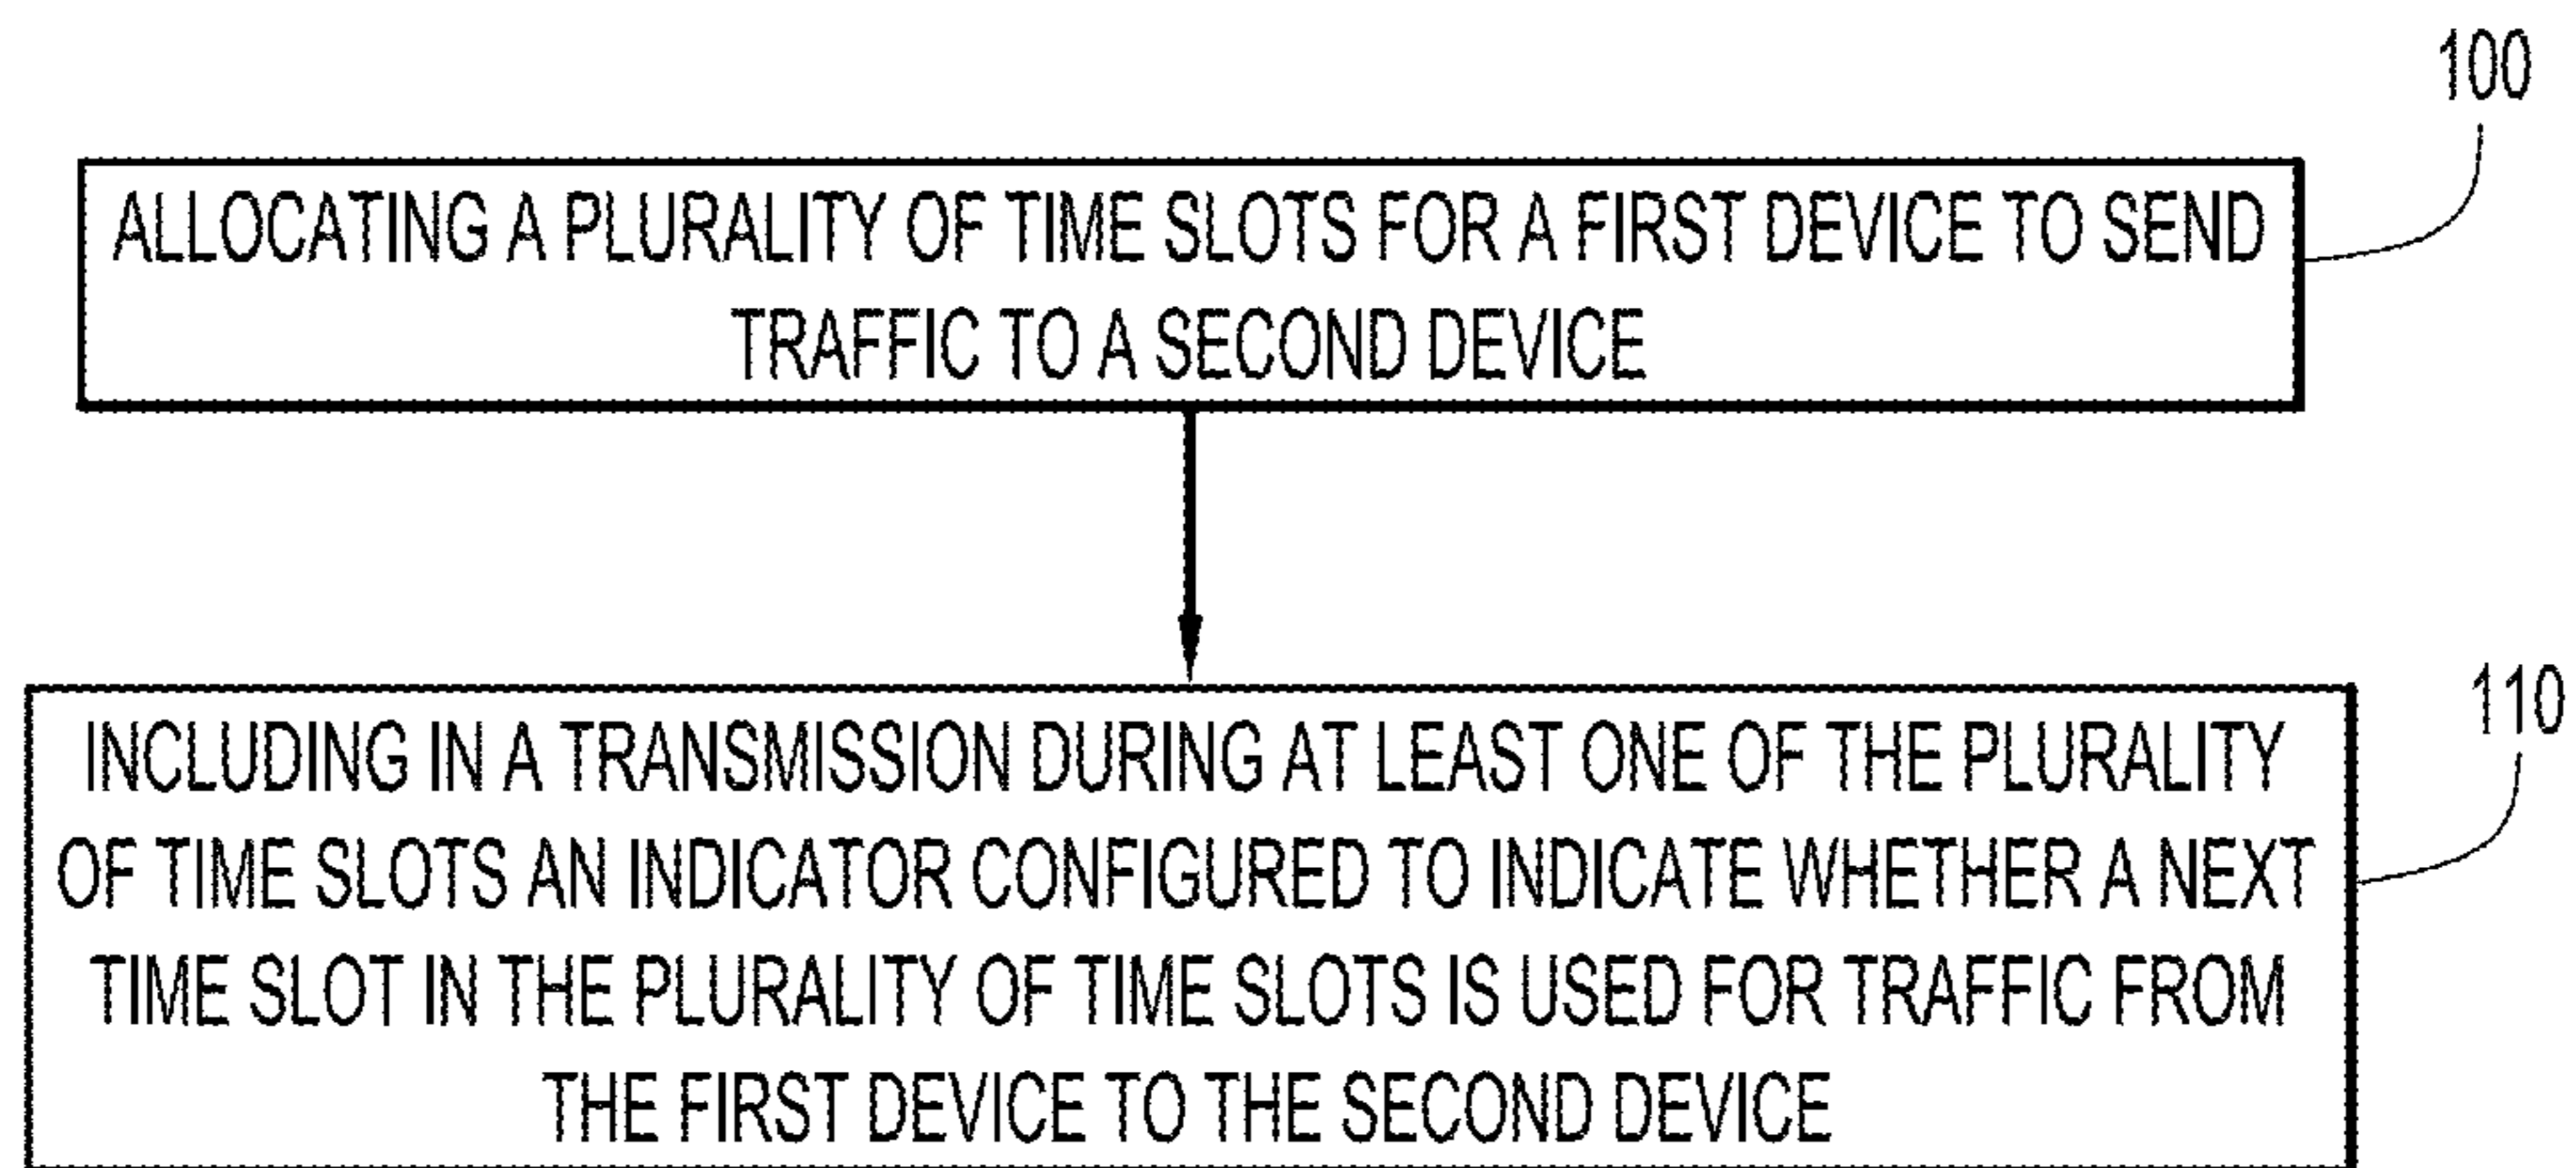 100
ALLOCATING A PLURALITY OF TIME SLOTS FOR A FIRST DEVICE TO SEND
TRAFFIC TO A SECOND DEVICE
110
INCLUDING IN A TRANSMISSION DURING AT LEAST ONE OF THE PLURALITY
OF TIME SLOTS AN INDICATOR CONFIGURED TO INDICATE WHETHER A NEXT
TIME SLOT IN THE PLURALITY OF TIME SLOTS IS USED FOR TRAFFIC FROM
THE FIRST DEVICE TO THE SECOND DEVICE